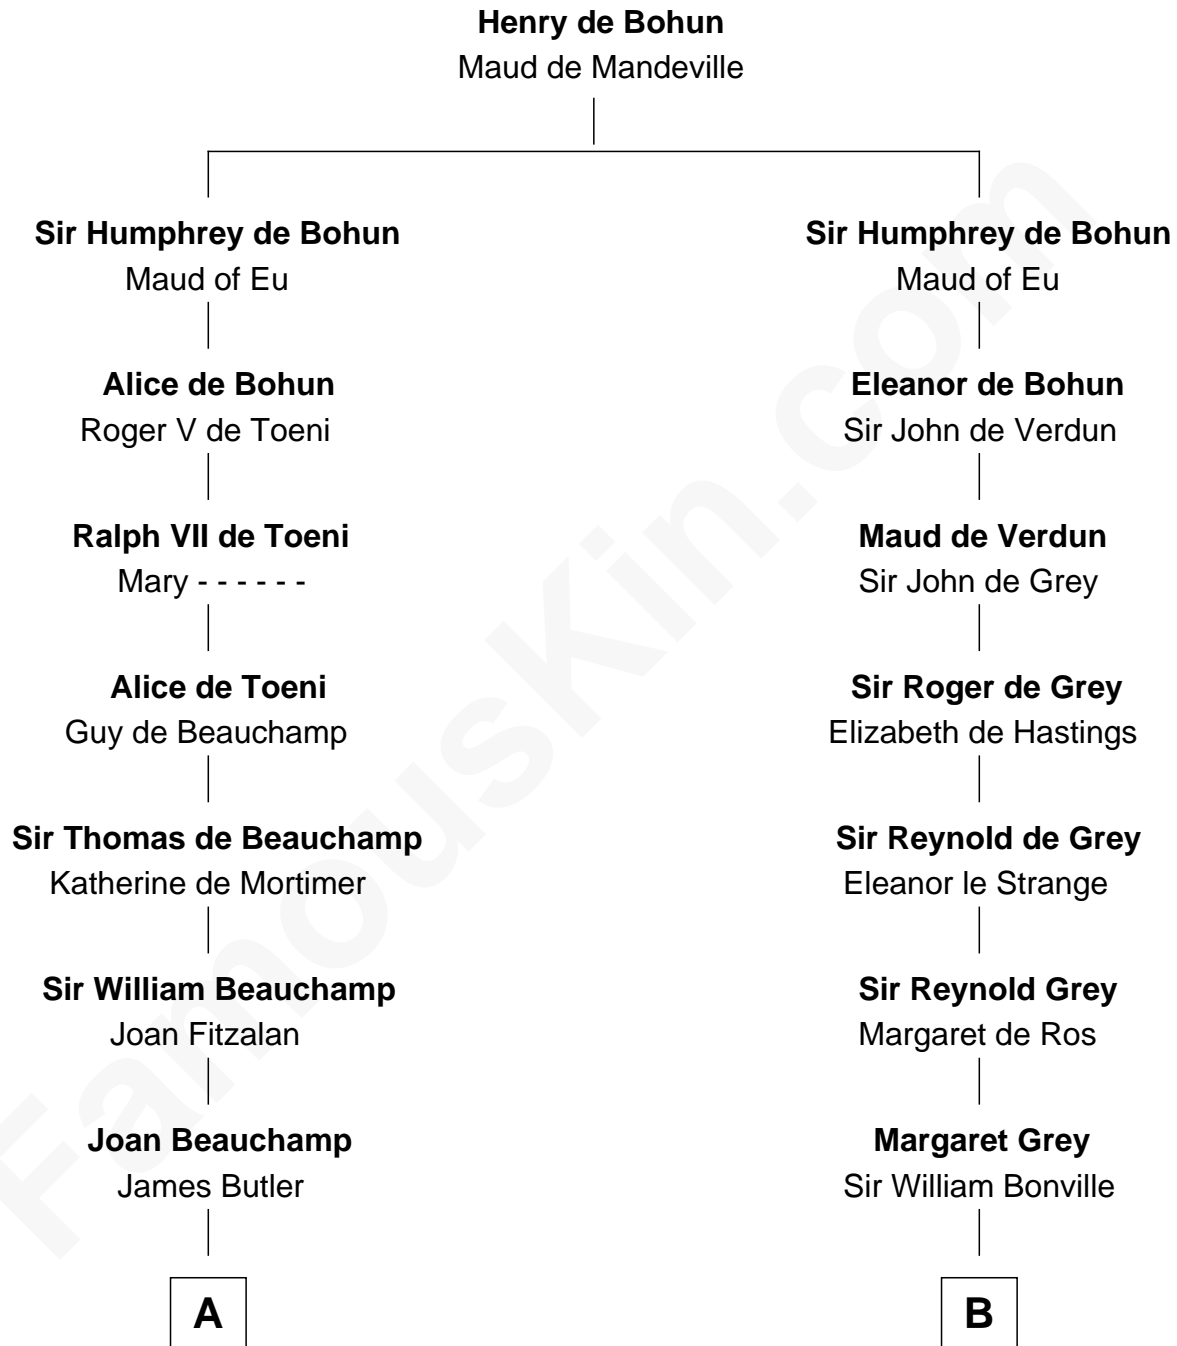 Henry de Bohun
Maud de Mandeville
Sir Humphrey de Bohun
Maud of Eu
Sir Humphrey de Bohun
Maud of Eu
Alice de Bohun
Roger V de Toeni
Eleanor de Bohun
Sir John de Verdun
Ralph VII de Toeni
Mary - - - - - -
Maud de Verdun
Sir John de Grey
Alice de Toeni
Guy de Beauchamp
Sir Roger de Grey
Elizabeth de Hastings
Sir Thomas de Beauchamp
Katherine de Mortimer
Sir Reynold de Grey
Eleanor le Strange
Sir William Beauchamp
Joan Fitzalan
Sir Reynold Grey
Margaret de Ros
Joan Beauchamp
James Butler
Margaret Grey
Sir William Bonville
A
B
FamousKin.com